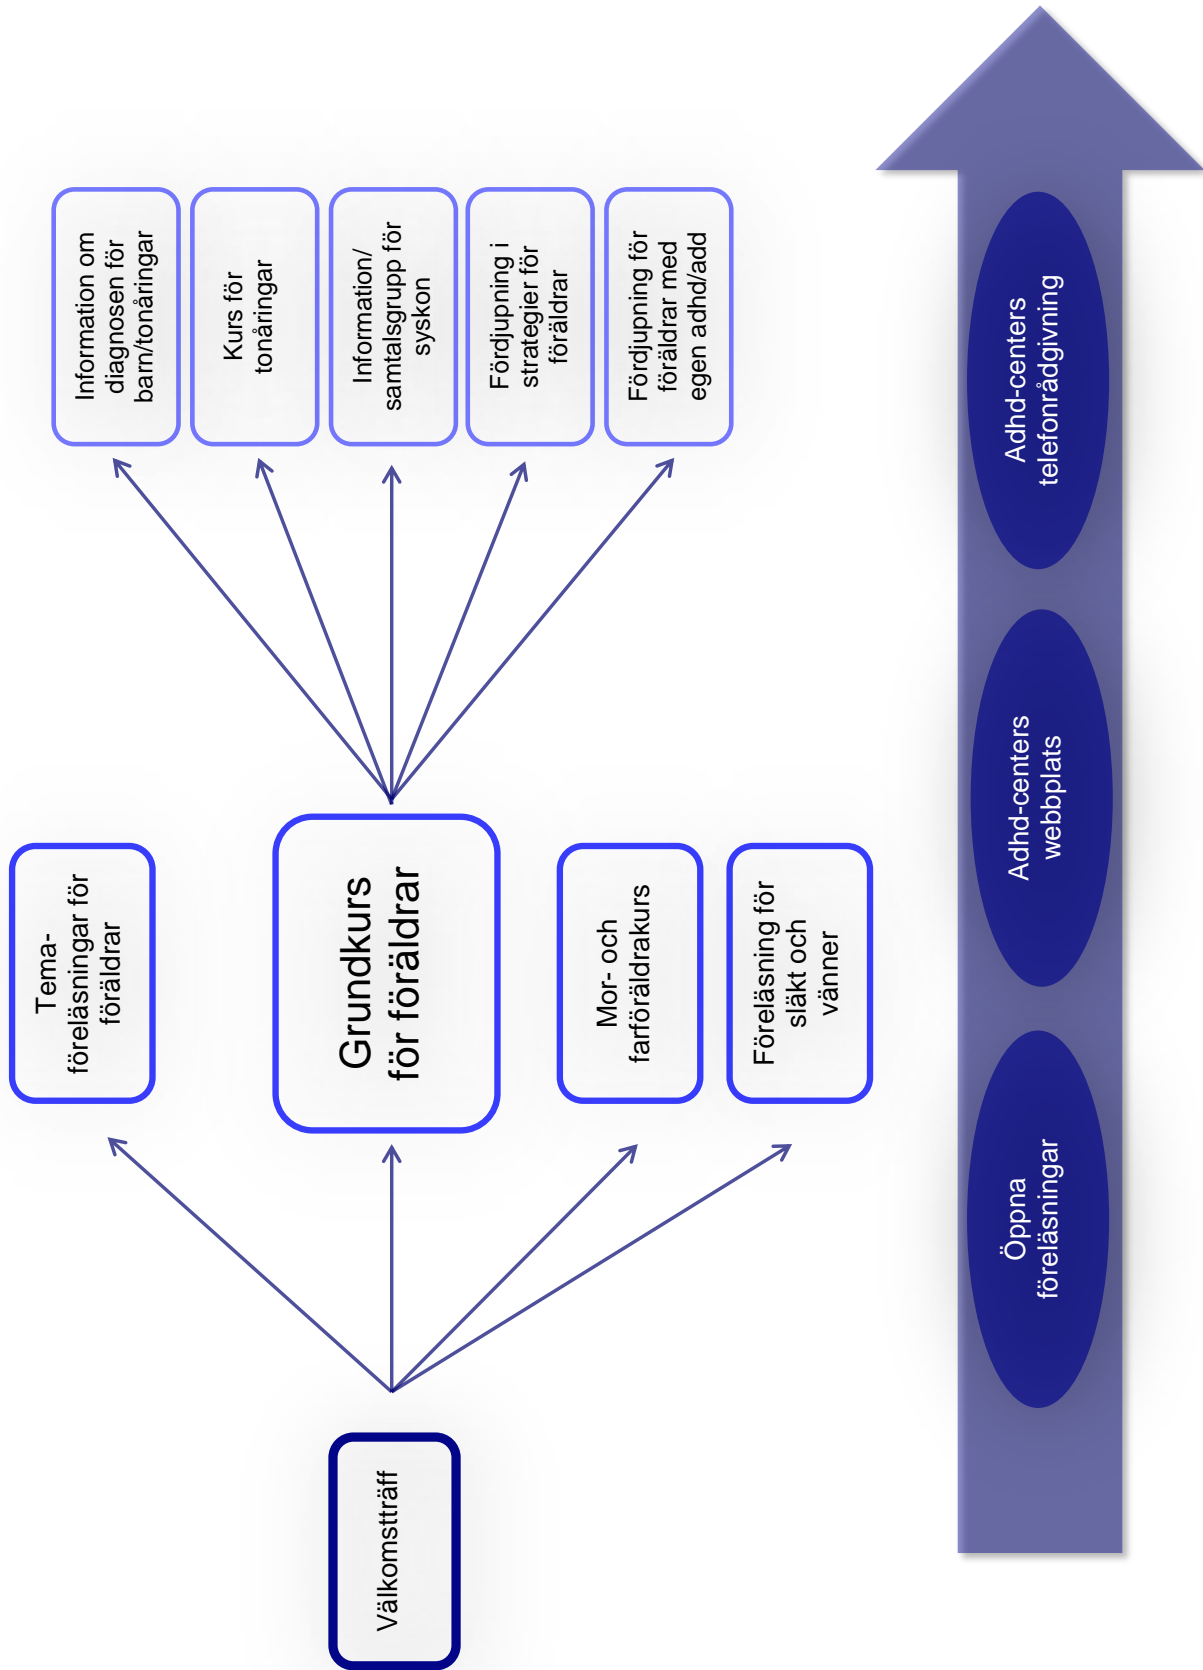 Välkomstträff
Tema-
föreläsningar för
föräldrar
Grundkurs
för föräldrar
Mor- och
farföräldrakurs
Föreläsning för
släkt och
vänner
Information om
diagnosen för
barn/tonåringar
Kurs för
tonåringar
Information/
samtalsgrupp för
syskon
Fördjupning i
strategier för
föräldrar
Fördjupning för
föräldrar med
egen adhd/add
Öppna
föreläsningar
Adhd-centers
webbplats
Adhd-centers
telefonrådgivning